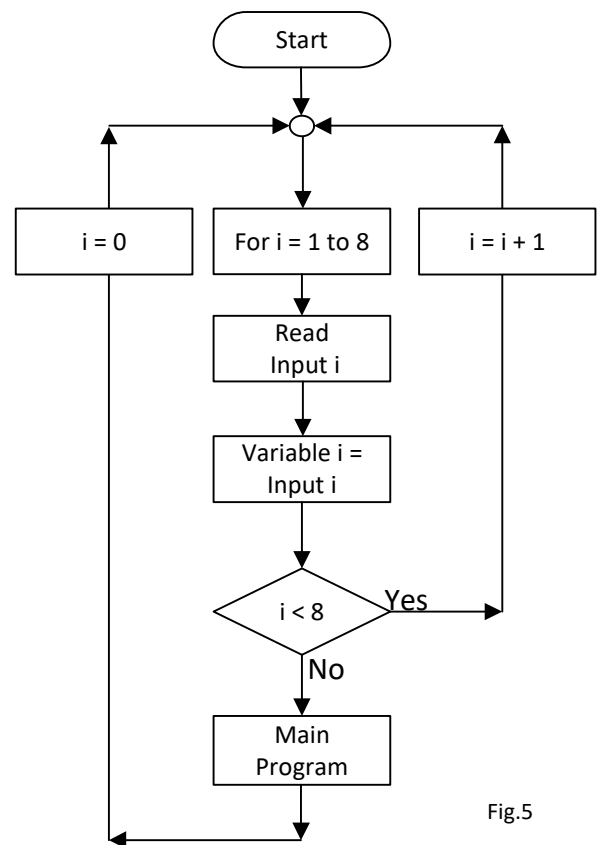 Start
i = 0
For i = 1 to 8
i = i + 1
Read
Input i
Variable i =
Input i
i < 8
Yes
No
Main
Program
Fig.5